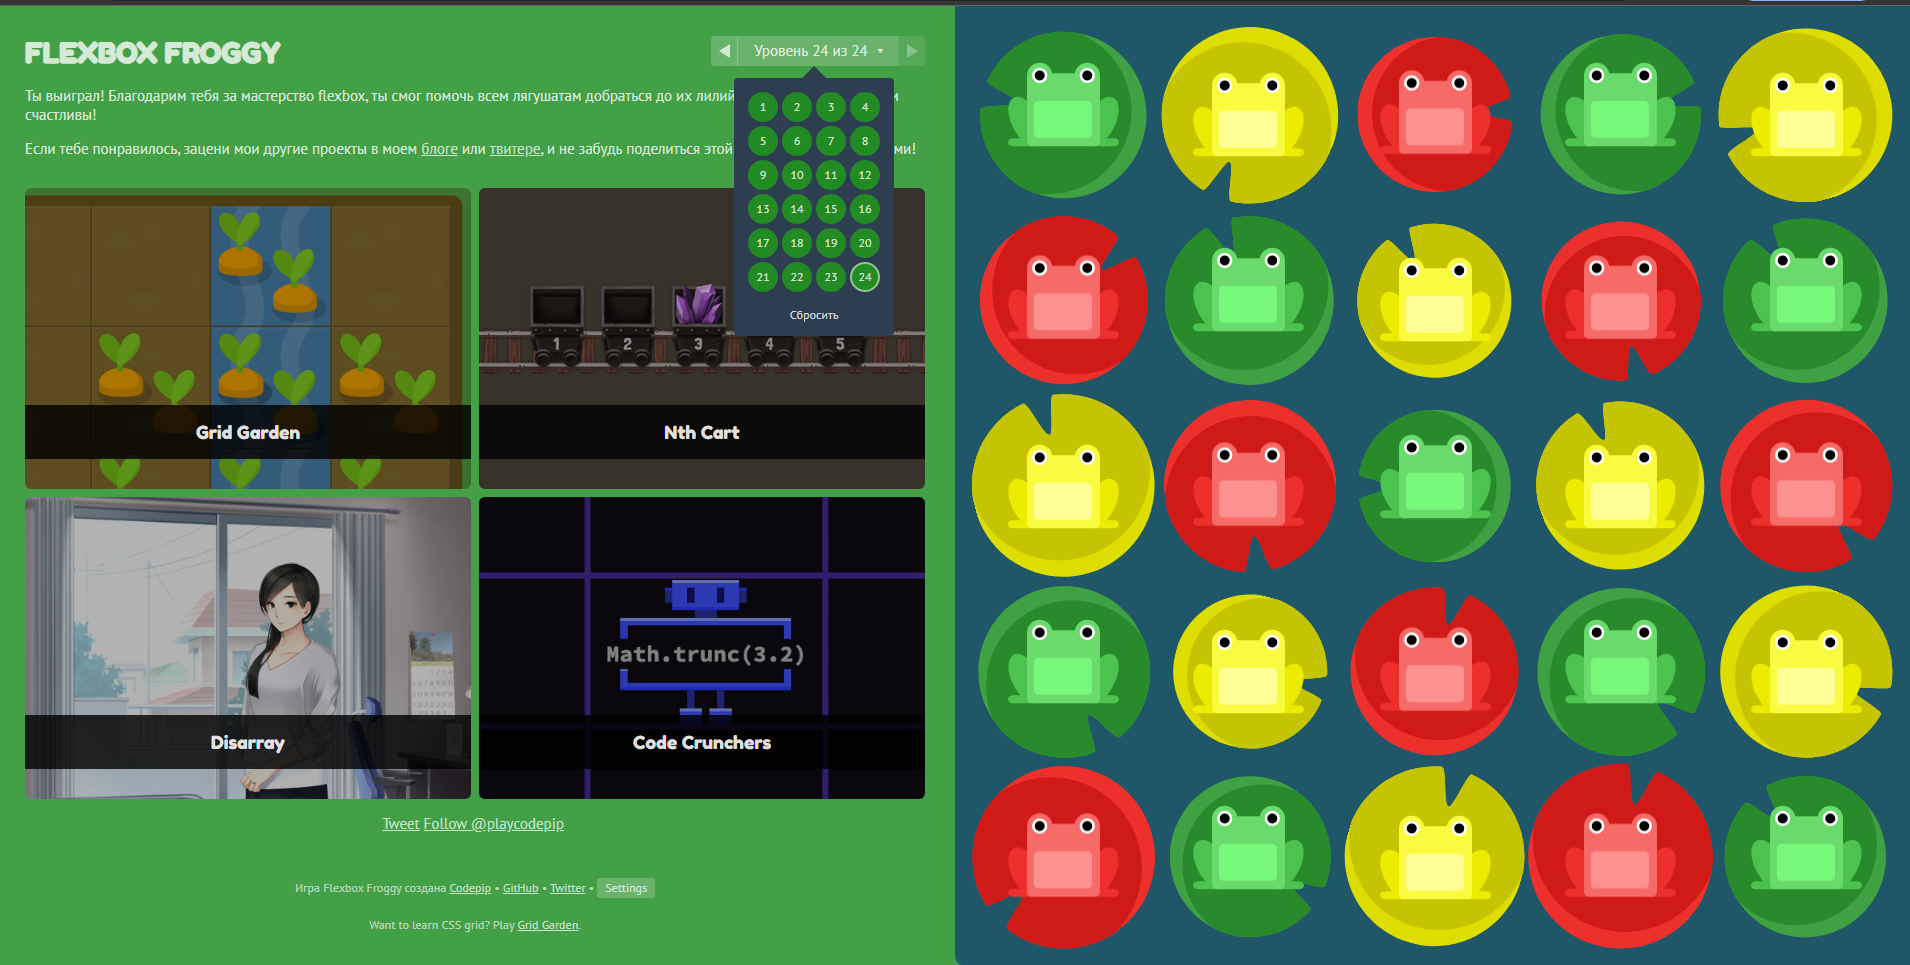 FLEXBOX FROGGY
Уровень 24 из 24
Ты выиграл! Благодарим тебя за мастерство flexbox, ты смог помочь всем лягушатам добраться до их лилий
счастливы!
Если тебе понравилось, зацени мои другие проекты в моем блоге или твитере, и не забудь поделиться этой
1 2 3 4
5 6 7 8
9 10 11 12
13 14 15 16
17 18 19 20
21 22 23 24
Сбросить
1 2 3 4 5
Grid Garden
Nth Cart
Math.trunc(3.2)
Disarray
Code Crunchers
Tweet Follow @playcodepip
Игра Flexbox Froggy создана Codepip • GitHub • Twitter • Settings
Want to learn CSS grid? Play Grid Garden.